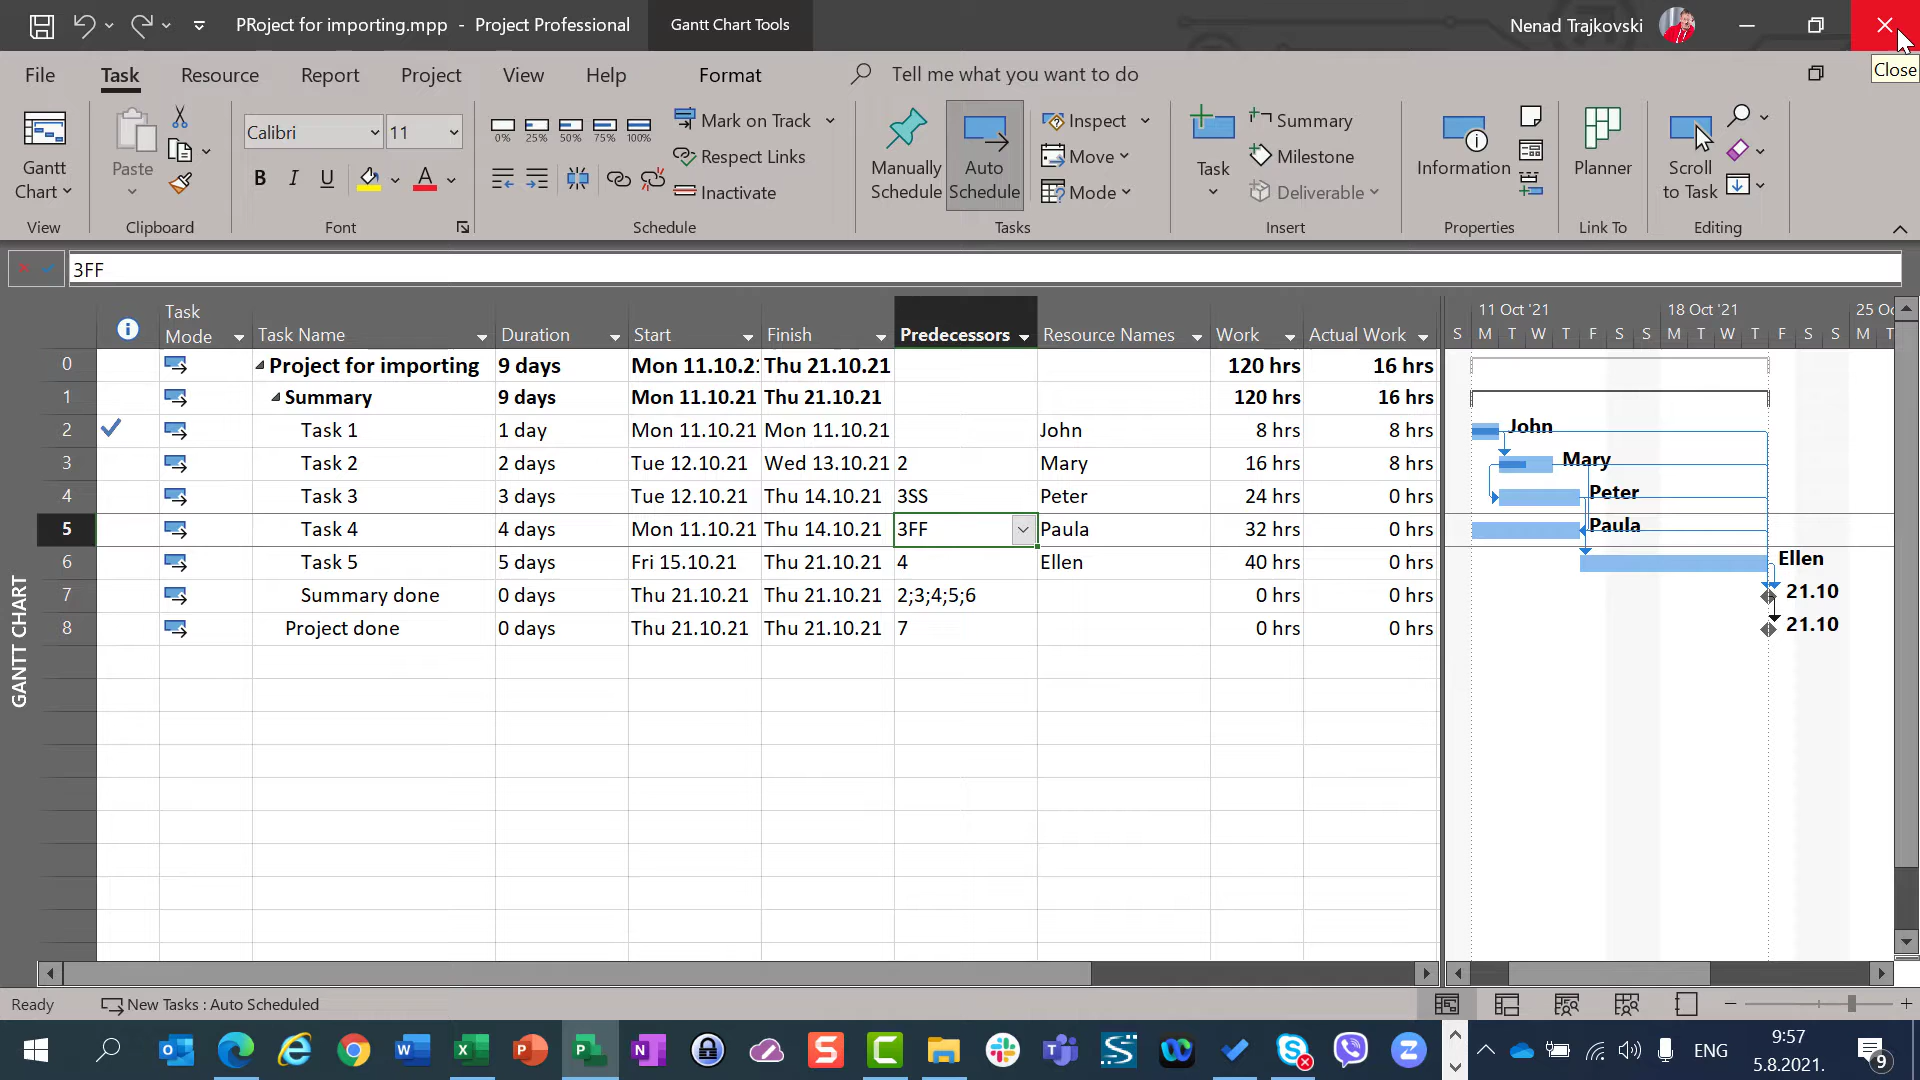 PRoject for importing.mpp - Project Professional
Gantt Chart Tools
Nenad Trajkovski
Close
File Task Resource Report Project View Help Format Tell me what you want to do
Gantt Chart
View
Paste
Clipboard
Calibri 11
B I U A
Font
0% 25% 50% 75% 100%
Mark on Track
Respect Links
Inactivate
Schedule
Manually Schedule
Auto Schedule
Inspect
Move
Mode
Tasks
Task
Summary
Milestone
Deliverable
Insert
Information
Properties
Planner
Link To
Scroll to Task
Editing
3FF
Task Mode Task Name Duration Start Finish Predecessors Resource Names Work Actual Work
11 Oct '21 18 Oct '21 25 Oc
S M T W T F S S M T W T F S S M T
0 Project for importing 9 days Mon 11.10.21 Thu 21.10.21 120 hrs 16 hrs
1 Summary 9 days Mon 11.10.21 Thu 21.10.21 120 hrs 16 hrs
2 Task 1 1 day Mon 11.10.21 Mon 11.10.21 John 8 hrs 8 hrs John
3 Task 2 2 days Tue 12.10.21 Wed 13.10.21 2 Mary 16 hrs 8 hrs Mary
4 Task 3 3 days Tue 12.10.21 Thu 14.10.21 3SS Peter 24 hrs 0 hrs Peter
5 Task 4 4 days Mon 11.10.21 Thu 14.10.21 3FF Paula 32 hrs 0 hrs Paula
6 Task 5 5 days Fri 15.10.21 Thu 21.10.21 4 Ellen 40 hrs 0 hrs Ellen
7 Summary done 0 days Thu 21.10.21 Thu 21.10.21 2;3;4;5;6 0 hrs 0 hrs 21.10
8 Project done 0 days Thu 21.10.21 Thu 21.10.21 7 0 hrs 0 hrs 21.10
GANTT CHART
Ready New Tasks : Auto Scheduled
ENG
9:57
5.8.2021.
9